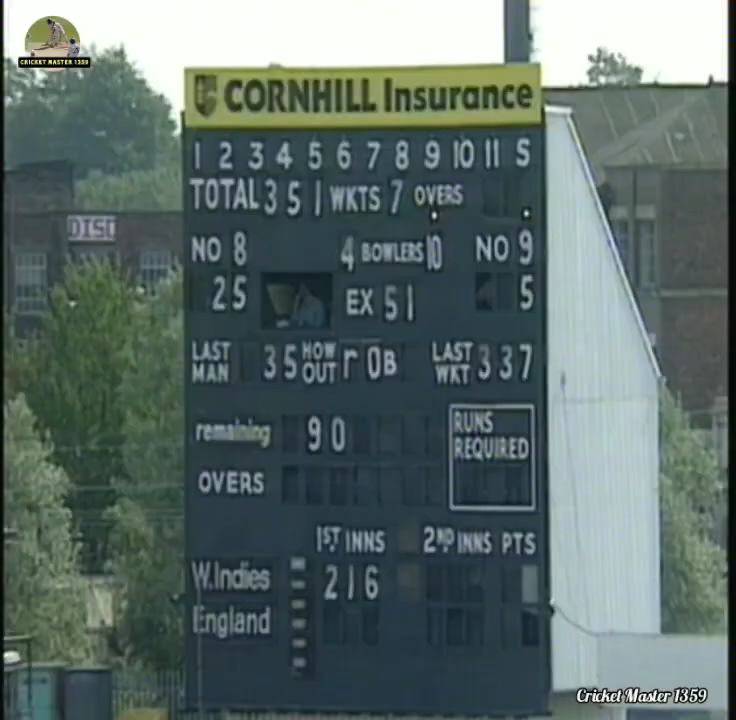 CRICKET MASTER 1359
CORNHILL Insurance
1 2 3 4 5 6 7 8 9 10 11 5
TOTAL 351 WKTS 7 OVERS
NO 8 4 BOWLERS 10 NO 9
25 EX 51 5
LAST MAN 35 HOW OUT r O B LAST WKT 337
remaining 90
RUNS REQUIRED
OVERS
1ST INNS 2ND INNS PTS
W.Indies 216
England
DISC
Cricket Master 1359